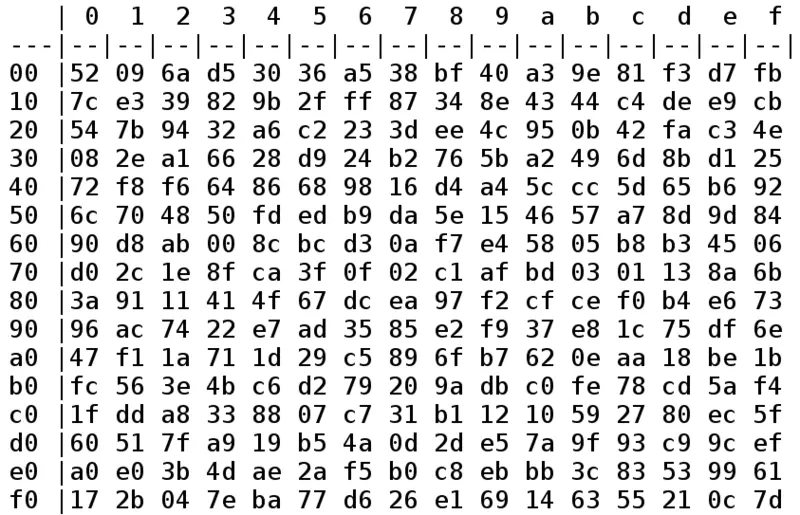 | 0 1 2 3 4 5 6 7 8 9 a b c d e f
---|--|--|--|--|--|--|--|--|--|--|--|--|--|--|--|--|
00 |52 09 6a d5 30 36 a5 38 bf 40 a3 9e 81 f3 d7 fb
10 |7c e3 39 82 9b 2f ff 87 34 8e 43 44 c4 de e9 cb
20 |54 7b 94 32 a6 c2 23 3d ee 4c 95 0b 42 fa c3 4e
30 |08 2e a1 66 28 d9 24 b2 76 5b a2 49 6d 8b d1 25
40 |72 f8 f6 64 86 68 98 16 d4 a4 5c cc 5d 65 b6 92
50 |6c 70 48 50 fd ed b9 da 5e 15 46 57 a7 8d 9d 84
60 |90 d8 ab 00 8c bc d3 0a f7 e4 58 05 b8 b3 45 06
70 |d0 2c 1e 8f ca 3f 0f 02 c1 af bd 03 01 13 8a 6b
80 |3a 91 11 41 4f 67 dc ea 97 f2 cf ce f0 b4 e6 73
90 |96 ac 74 22 e7 ad 35 85 e2 f9 37 e8 1c 75 df 6e
a0 |47 f1 1a 71 1d 29 c5 89 6f b7 62 0e aa 18 be 1b
b0 |fc 56 3e 4b c6 d2 79 20 9a db c0 fe 78 cd 5a f4
c0 |1f dd a8 33 88 07 c7 31 b1 12 10 59 27 80 ec 5f
d0 |60 51 7f a9 19 b5 4a 0d 2d e5 7a 9f 93 c9 9c ef
e0 |a0 e0 3b 4d ae 2a f5 b0 c8 eb bb 3c 83 53 99 61
f0 |17 2b 04 7e ba 77 d6 26 e1 69 14 63 55 21 0c 7d